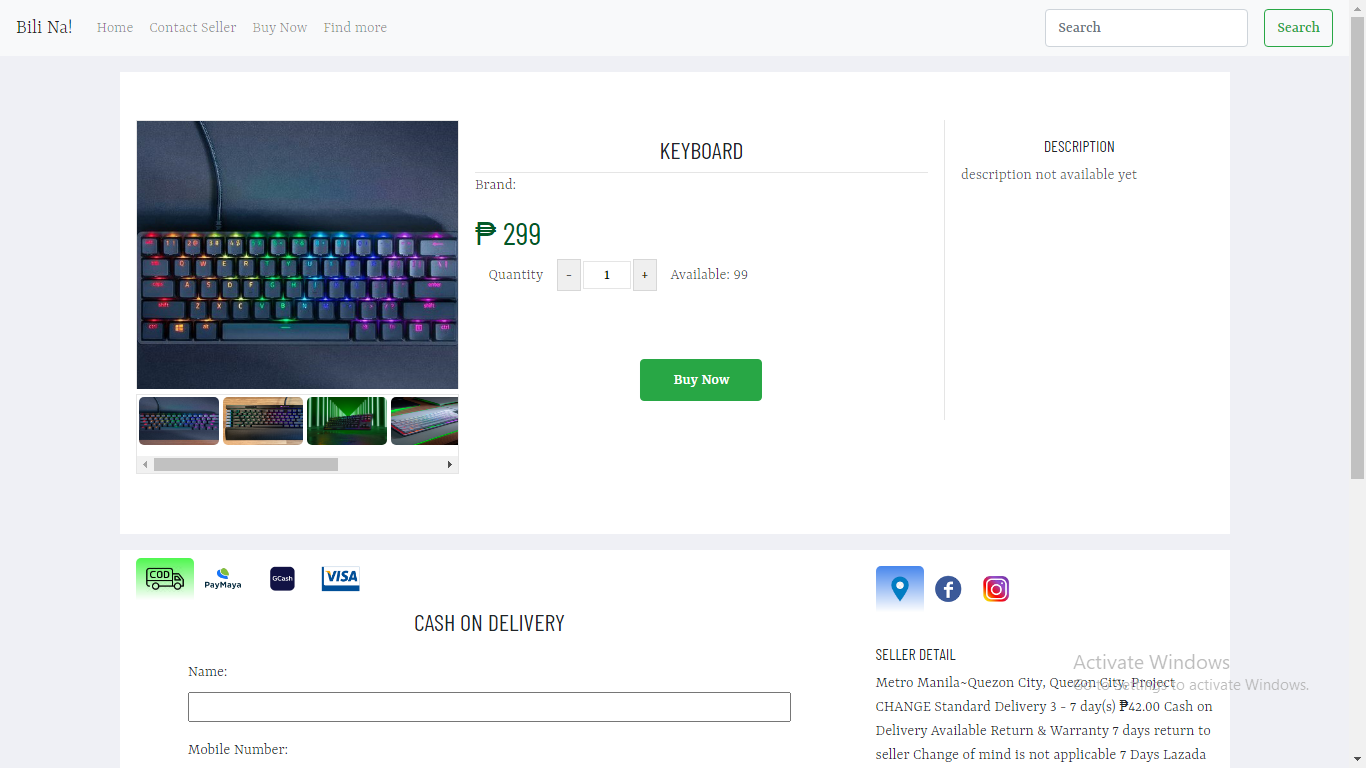 Bili Na!
Home
Contact Seller
Buy Now
Find more
Search
Search
KEYBOARD
Brand:
₱ 299
Quantity
-
1
+
Available: 99
Buy Now
DESCRIPTION
description not available yet
COD
PayMaya
GCash
VISA
CASH ON DELIVERY
Name:
Mobile Number:
SELLER DETAIL
Metro Manila~Quezon City, Quezon City, Project
CHANGE Standard Delivery 3 - 7 day(s) ₱42.00 Cash on
Delivery Available Return & Warranty 7 days return to
seller Change of mind is not applicable 7 Days Lazada
Activate Windows
Go to Settings to activate Windows.